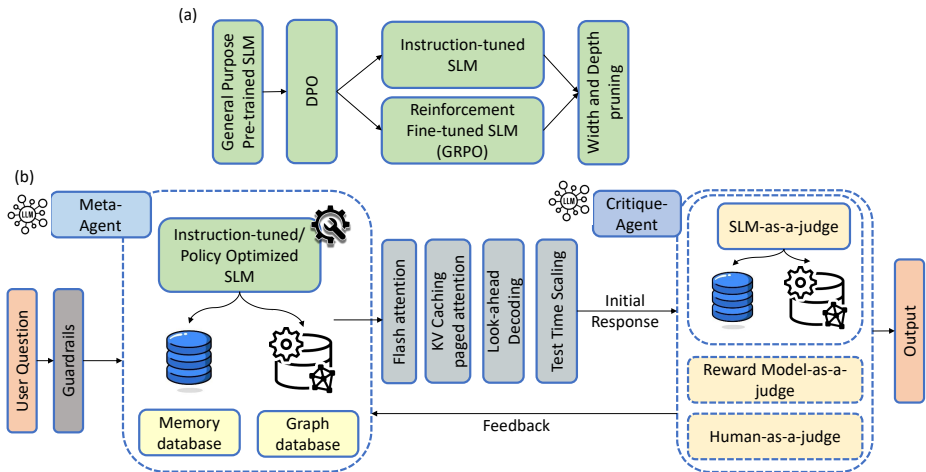 (a)
General Purpose
Pre-trained SLM
DPO
Instruction-tuned
SLM
Reinforcement
Fine-tuned SLM
(GRPO)
Width and Depth
pruning
(b)
LLM
Meta-
Agent
Instruction-tuned/
Policy Optimized
SLM
Memory
database
Graph
database
User Question
Guardrails
Flash attention
KV Caching
paged attention
Look-ahead
Decoding
Test Time Scaling
Initial
Response
Feedback
LLM
Critique-
Agent
SLM-as-a-judge
Reward Model-as-a-
judge
Human-as-a-judge
Output